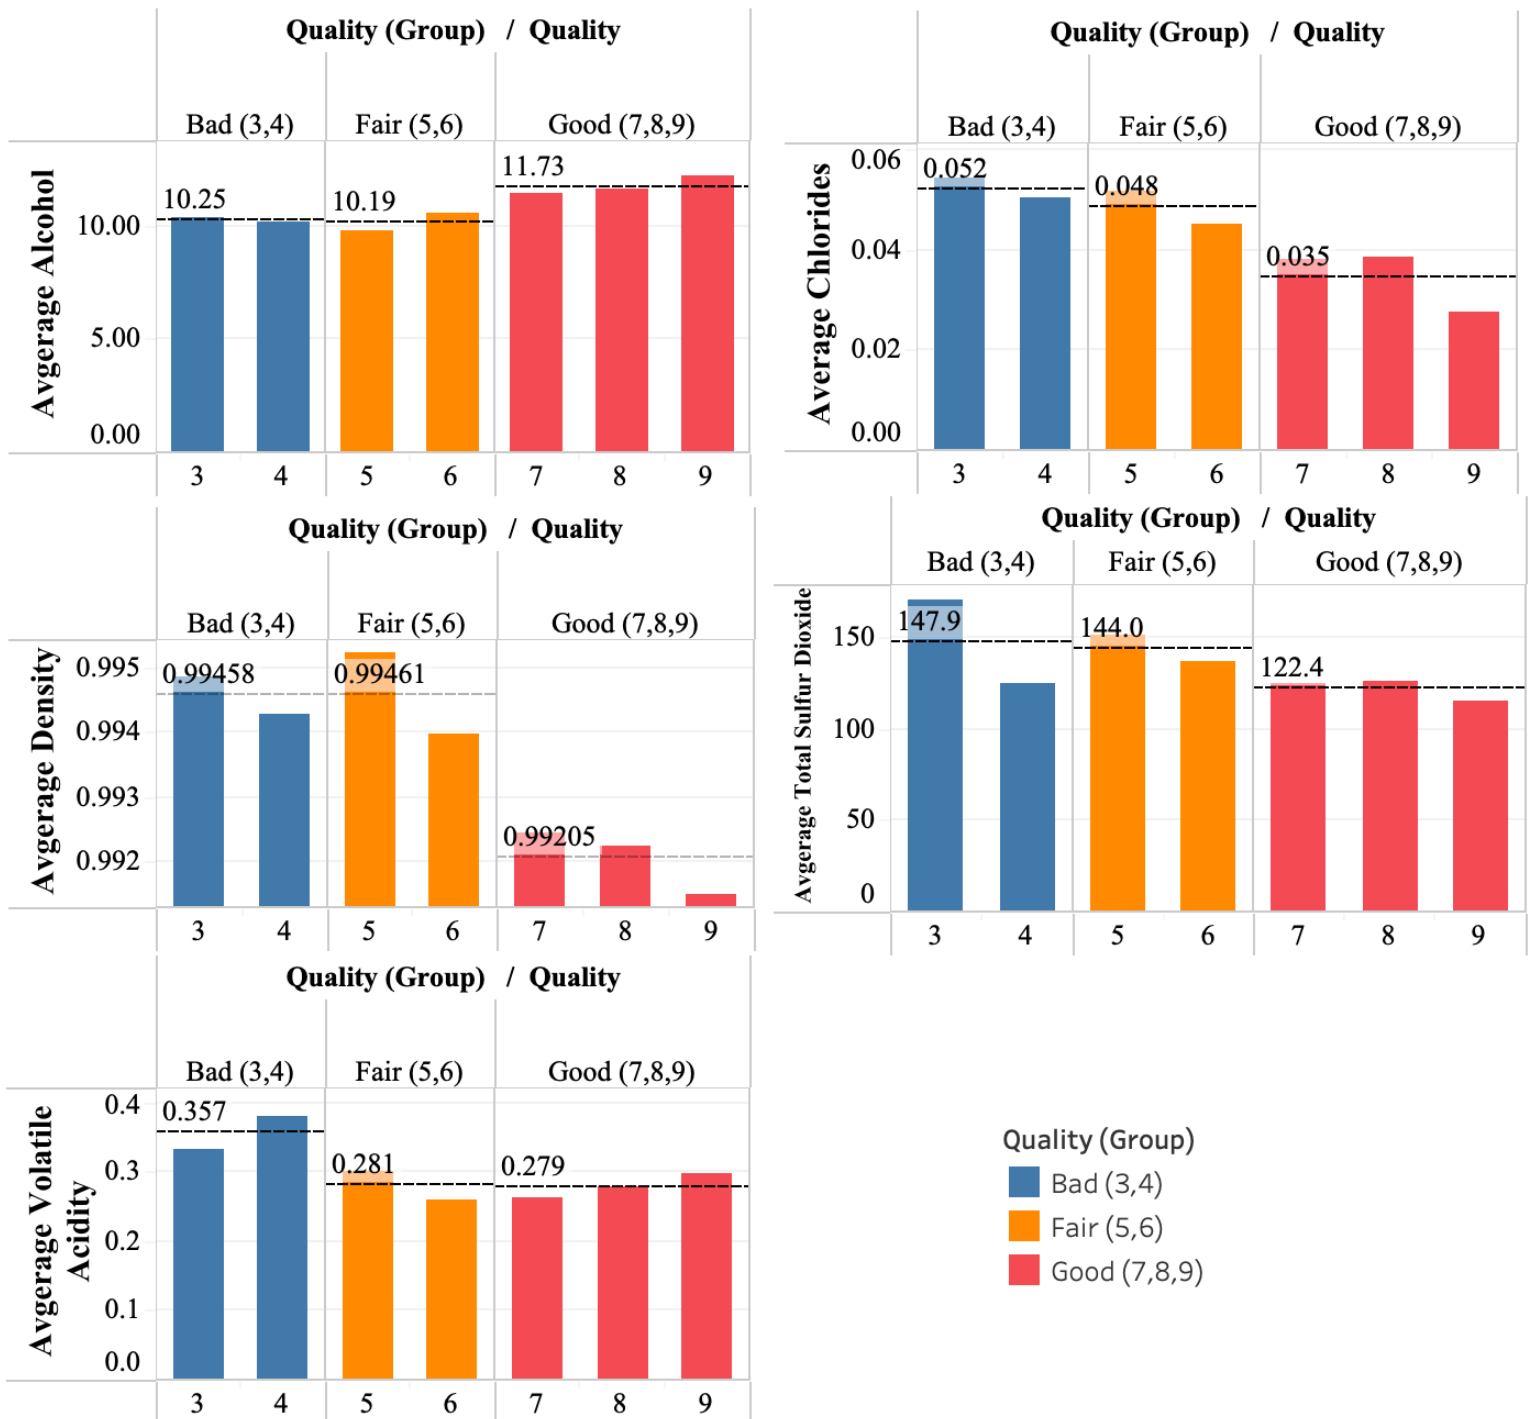 Quality (Group) / Quality
Bad (3,4) Fair (5,6) Good (7,8,9)
Avgerage Alcohol
10.00
5.00
0.00
10.25 10.19 11.73
3 4 5 6 7 8 9
Quality (Group) / Quality
Bad (3,4) Fair (5,6) Good (7,8,9)
Average Chlorides
0.06
0.04
0.02
0.00
0.052 0.048 0.035
3 4 5 6 7 8 9
Quality (Group) / Quality
Bad (3,4) Fair (5,6) Good (7,8,9)
Avgerage Density
0.995
0.994
0.993
0.992
0.99458 0.99461 0.99205
3 4 5 6 7 8 9
Quality (Group) / Quality
Bad (3,4) Fair (5,6) Good (7,8,9)
Avgerage Total Sulfur Dioxide
150
100
50
0
147.9 144.0 122.4
3 4 5 6 7 8 9
Quality (Group) / Quality
Bad (3,4) Fair (5,6) Good (7,8,9)
Avgerage Volatile
Acidity
0.4
0.3
0.2
0.1
0.0
0.357 0.281 0.279
3 4 5 6 7 8 9
Quality (Group)
Bad (3,4)
Fair (5,6)
Good (7,8,9)